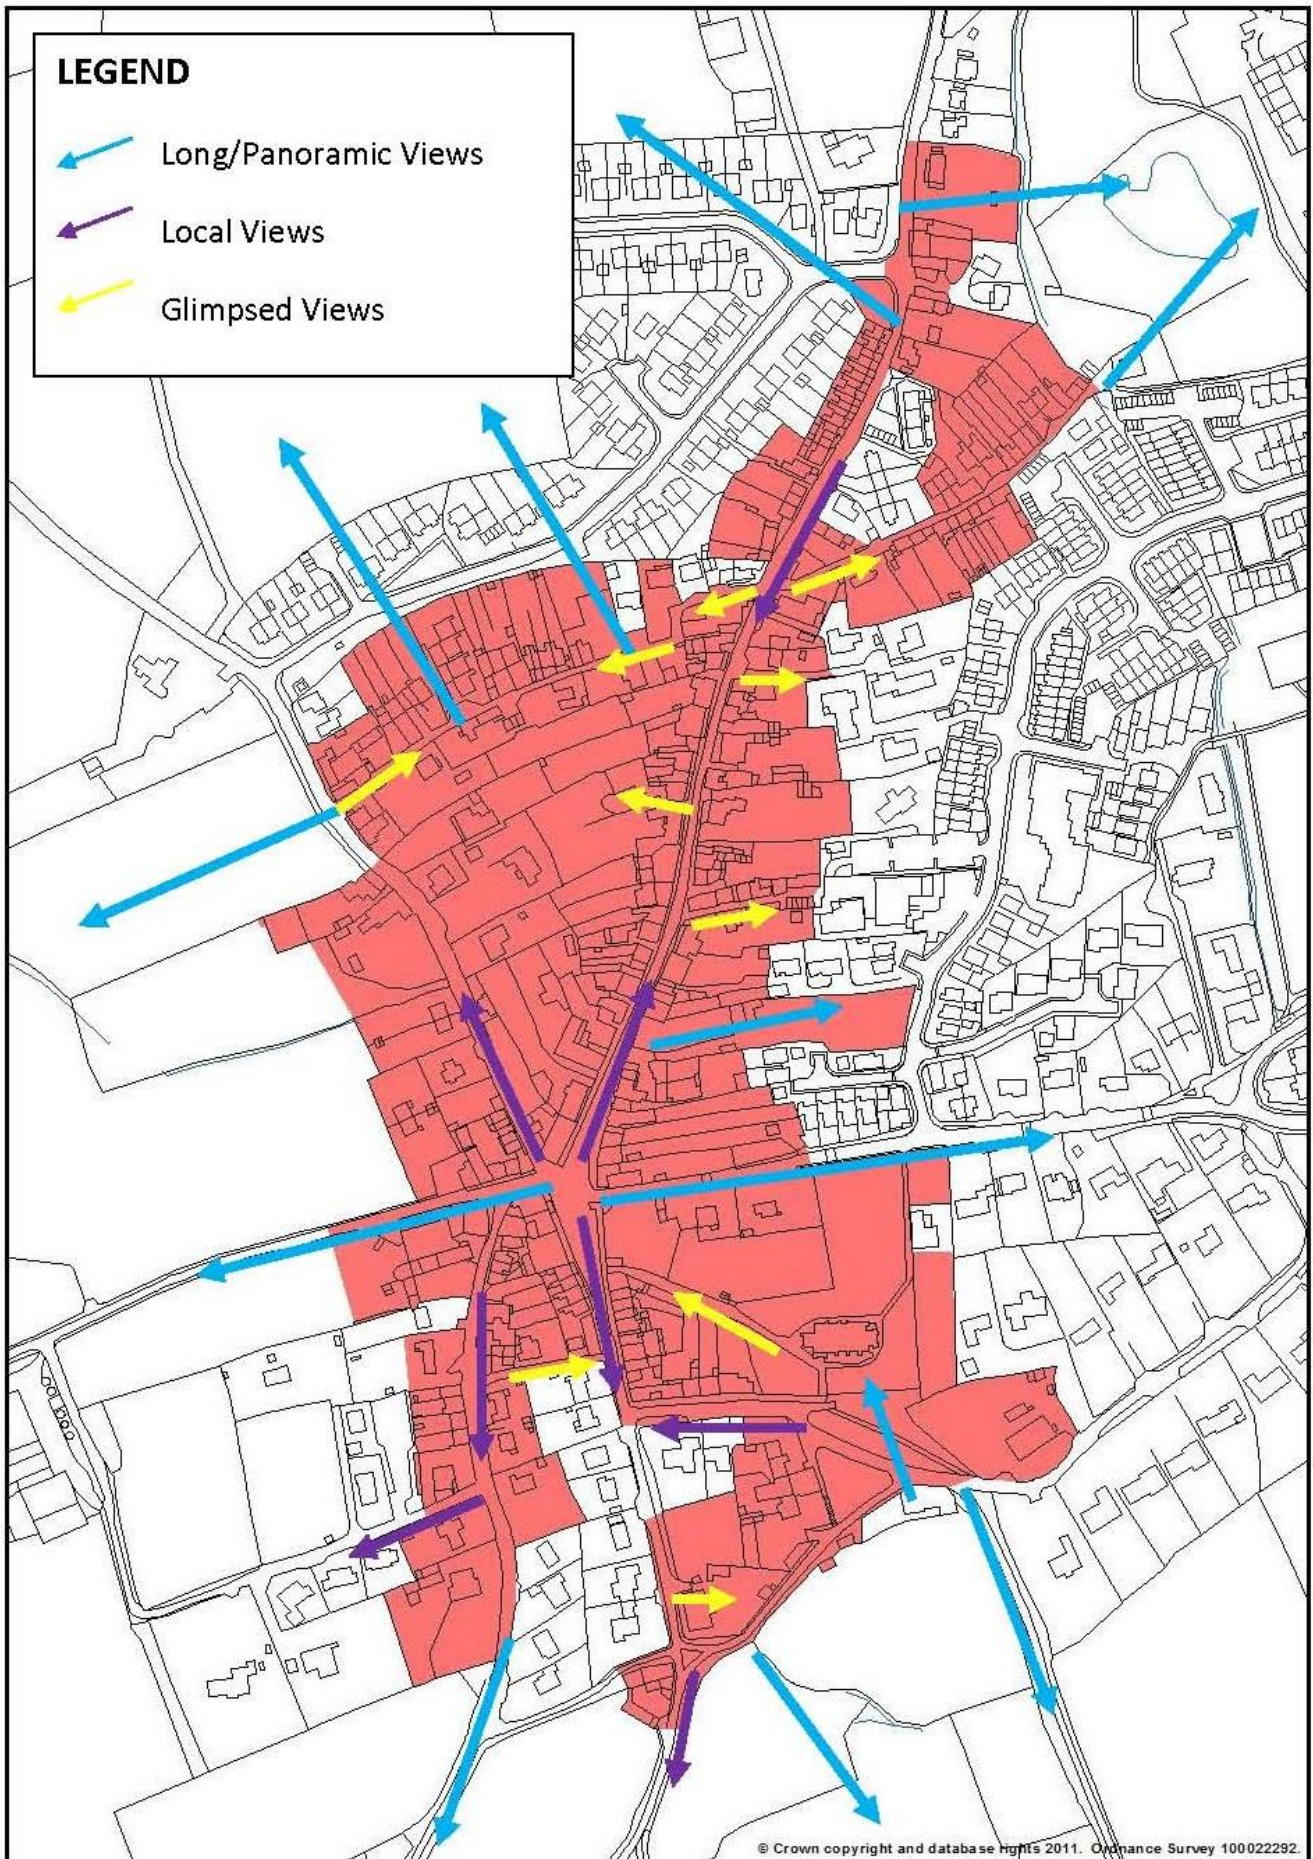 LEGEND
Long/Panoramic Views
Local Views
Glimpsed Views
© Crown copyright and database rights 2011. Ordnance Survey 100022292.